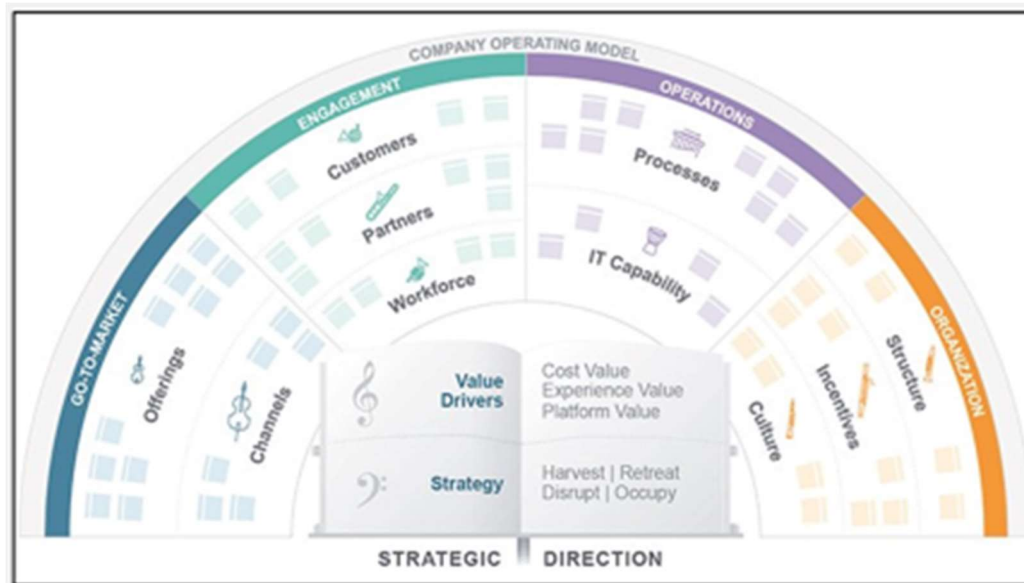 COMPANY OPERATING MODEL
GO-TO-MARKET
ENGAGEMENT
OPERATIONS
ORGANIZATION
Offerings
Channels
Customers
Partners
Workforce
Processes
IT Capability
Structure
Incentives
Culture
Value
Drivers
Cost Value
Experience Value
Platform Value
Strategy
Harvest | Retreat
Disrupt | Occupy
STRATEGIC DIRECTION